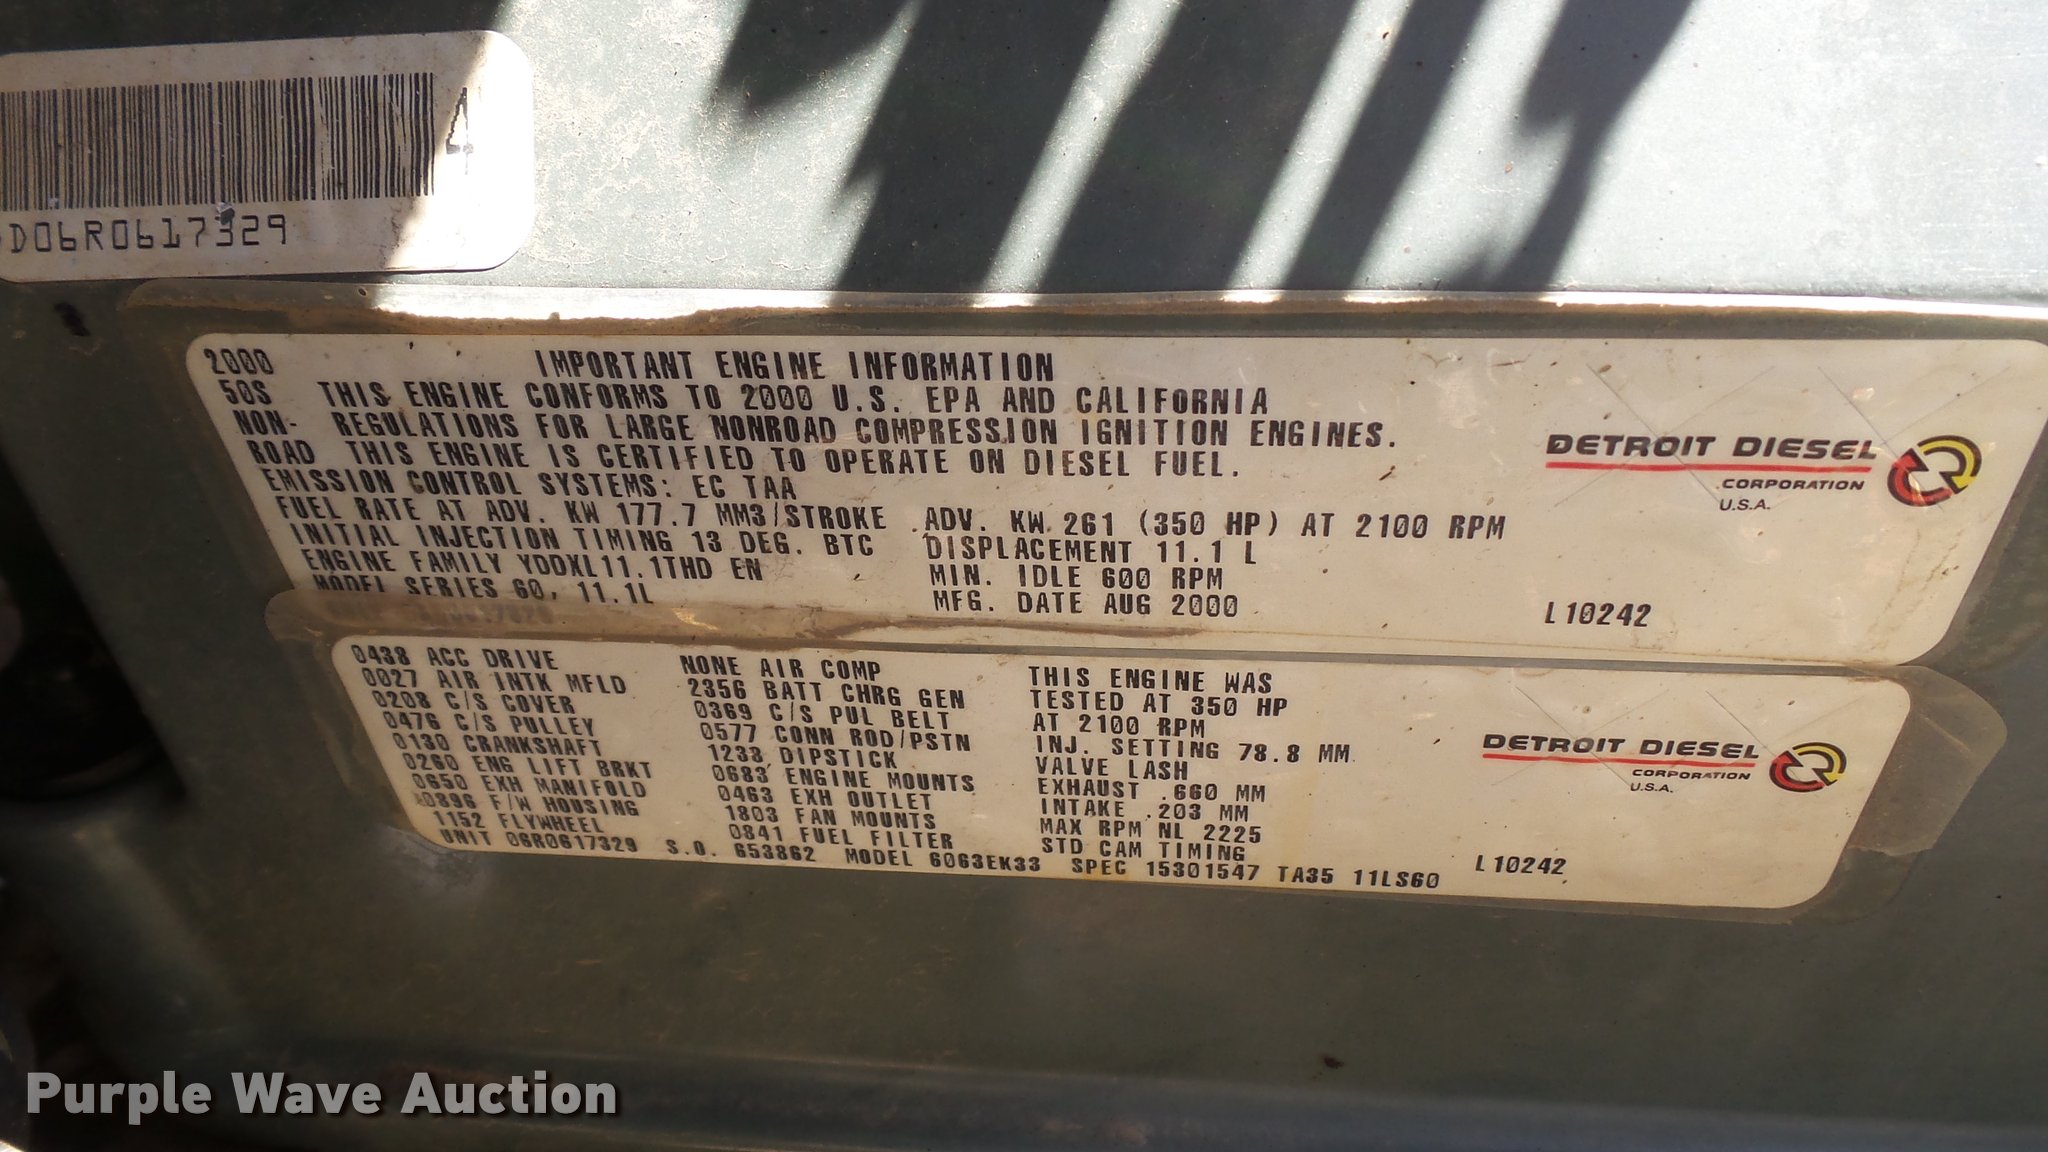 4
D06R0617329
2000 IMPORTANT ENGINE INFORMATION
50S THIS ENGINE CONFORMS TO 2000 U.S. EPA AND CALIFORNIA
NON- REGULATIONS FOR LARGE NONROAD COMPRESSION IGNITION ENGINES.
ROAD THIS ENGINE IS CERTIFIED TO OPERATE ON DIESEL FUEL.
EMISSION CONTROL SYSTEMS: EC TAA
FUEL RATE AT ADV. KW 177.7 MM3/STROKE ADV. KW 261 (350 HP) AT 2100 RPM
INITIAL INJECTION TIMING 13 DEG. BTC DISPLACEMENT 11.1 L
ENGINE FAMILY YDDXL11.1THD EN MIN. IDLE 600 RPM
MODEL SERIES 60, 11.1L MFG. DATE AUG 2000
DETROIT DIESEL
CORPORATION
U.S.A.
L10242
0438 ACC DRIVE NONE AIR COMP THIS ENGINE WAS
0027 AIR INTK MFLD 2356 BATT CHRG GEN TESTED AT 350 HP
0208 C/S COVER 0369 C/S PUL BELT AT 2100 RPM
0476 C/S PULLEY 0577 CONN ROD/PSTN INJ. SETTING 78.8 MM
0130 CRANKSHAFT 1233 DIPSTICK VALVE LASH
0260 ENG LIFT BRKT 0683 ENGINE MOUNTS EXHAUST .660 MM
0650 EXH MANIFOLD 0463 EXH OUTLET INTAKE .203 MM
0896 F/W HOUSING 1803 FAN MOUNTS MAX RPM NL 2225
1152 FLYWHEEL 0841 FUEL FILTER STD CAM TIMING
UNIT 06R0617329 S.O. 653862 MODEL 6063EK33 SPEC 15301547 TA35 11LS60
DETROIT DIESEL
CORPORATION
U.S.A.
L10242
Purple Wave Auction